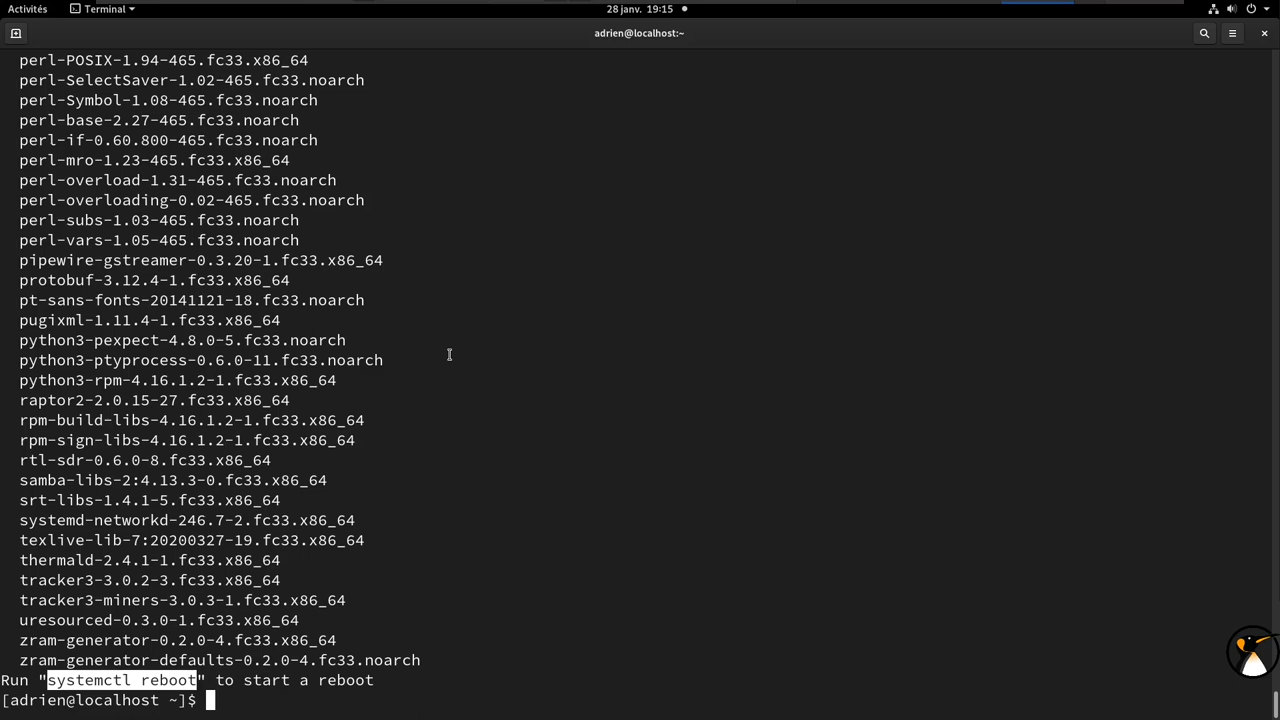 Activités
Terminal
28 janv. 19:15
adrien@localhost:~
perl-POSIX-1.94-465.fc33.x86_64
perl-SelectSaver-1.02-465.fc33.noarch
perl-Symbol-1.08-465.fc33.noarch
perl-base-2.27-465.fc33.noarch
perl-if-0.60.800-465.fc33.noarch
perl-mro-1.23-465.fc33.x86_64
perl-overload-1.31-465.fc33.noarch
perl-overloading-0.02-465.fc33.noarch
perl-subs-1.03-465.fc33.noarch
perl-vars-1.05-465.fc33.noarch
pipewire-gstreamer-0.3.20-1.fc33.x86_64
protobuf-3.12.4-1.fc33.x86_64
pt-sans-fonts-20141121-18.fc33.noarch
pugixml-1.11.4-1.fc33.x86_64
python3-pexpect-4.8.0-5.fc33.noarch
python3-ptyprocess-0.6.0-11.fc33.noarch
python3-rpm-4.16.1.2-1.fc33.x86_64
raptor2-2.0.15-27.fc33.x86_64
rpm-build-libs-4.16.1.2-1.fc33.x86_64
rpm-sign-libs-4.16.1.2-1.fc33.x86_64
rtl-sdr-0.6.0-8.fc33.x86_64
samba-libs-2:4.13.3-0.fc33.x86_64
srt-libs-1.4.1-5.fc33.x86_64
systemd-networkd-246.7-2.fc33.x86_64
texlive-lib-7:20200327-19.fc33.x86_64
thermald-2.4.1-1.fc33.x86_64
tracker3-3.0.2-3.fc33.x86_64
tracker3-miners-3.0.3-1.fc33.x86_64
uresourced-0.3.0-1.fc33.x86_64
zram-generator-0.2.0-4.fc33.x86_64
zram-generator-defaults-0.2.0-4.fc33.noarch
Run "systemctl reboot" to start a reboot
[adrien@localhost ~]$